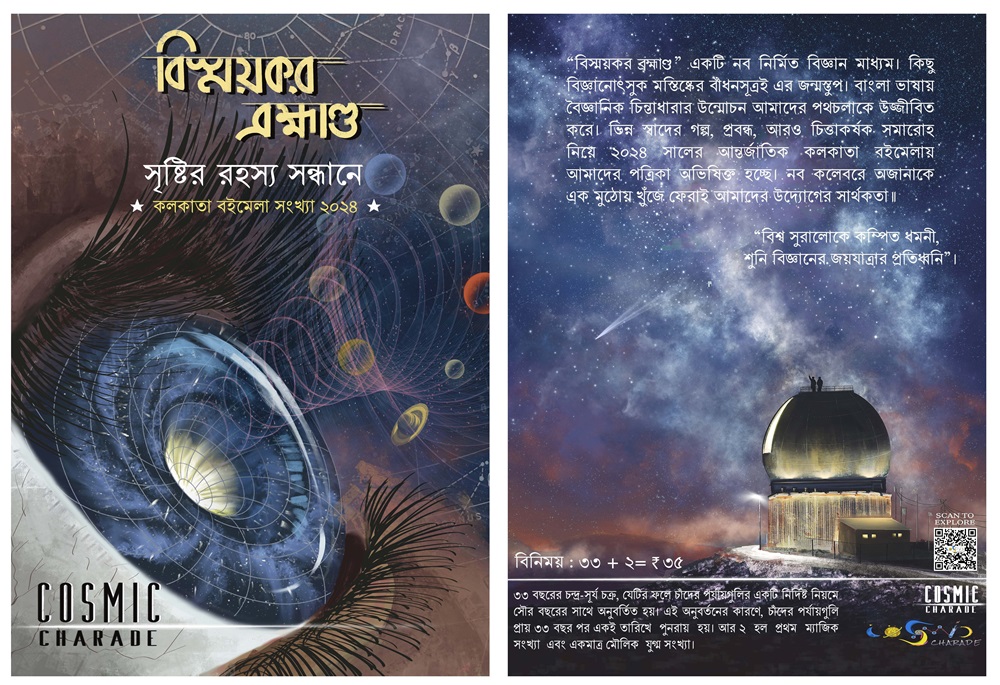 বিস্ময়কর
ব্রহ্মাণ্ড
সৃষ্টির রহস্য সন্ধানে
কলকাতা বইমেলা সংখ্যা ২০২৪
80
DRAC
β
COSMIC
CHARADE
“বিস্ময়কর ব্রহ্মাণ্ড” একটি নব নির্মিত বিজ্ঞান মাধ্যম। কিছু
বিজ্ঞানোৎসুক মস্তিষ্কের বাঁধনসূত্রই এর জন্মস্তুপ। বাংলা ভাষায়
বৈজ্ঞানিক চিন্তাধারার উন্মোচন আমাদের পথচলাকে উজ্জীবিত
করে। ভিন্ন স্বাদের গল্প, প্রবন্ধ, আরও চিত্তাকর্ষক সমারোহ
নিয়ে ২০২৪ সালের আন্তর্জাতিক কলকাতা বইমেলায়
আমাদের পত্রিকা অভিষিক্ত হচ্ছে। নব কলেবরে অজানাকে
এক মুঠোয় খুঁজে ফেরাই আমাদের উদ্যোগের সার্থকতা॥
“বিশ্ব সুরালোকে কম্পিত ধমনী,
শুনি বিজ্ঞানের জয়যাত্রার প্রতিধ্বনি”।
SCAN TO
EXPLORE
বিনিময় : ৩৩ + ২= ₹ ৩৫
৩৩ বছরের চন্দ্র-সূর্য চক্র, যেটির ফলে চাঁদের পর্যায়গুলির একটি নির্দিষ্ট নিয়মে
সৌর বছরের সাথে অনুবর্তিত হয়। এই অনুবর্তনের কারণে, চাঁদের পর্যায়গুলি
প্রায় ৩৩ বছর পর একই তারিখে পুনরায় হয়। আর ২ হল প্রথম ম্যাজিক
সংখ্যা এবং একমাত্র মৌলিক যুগ্ম সংখ্যা।
COSMIC
CHARADE
COSMIC
CHARADE